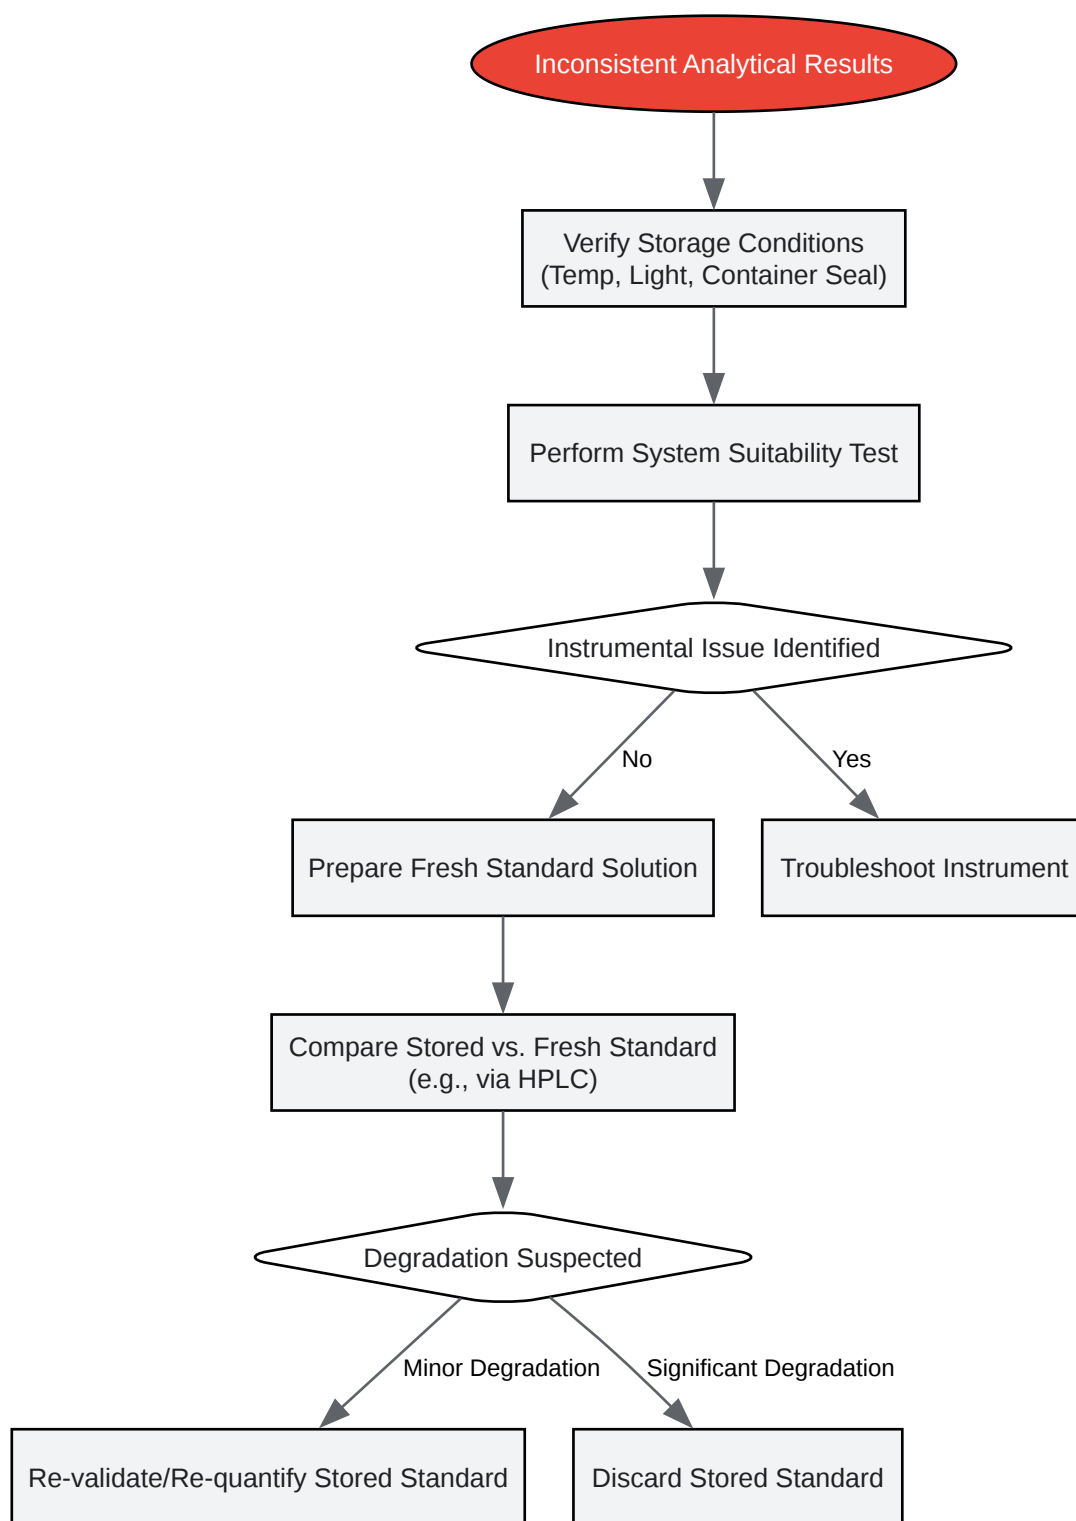 Inconsistent Analytical Results
Verify Storage Conditions
(Temp, Light, Container Seal)
Perform System Suitability Test
Instrumental Issue Identified
No
Yes
Prepare Fresh Standard Solution
Troubleshoot Instrument
Compare Stored vs. Fresh Standard
(e.g., via HPLC)
Degradation Suspected
Minor Degradation
Significant Degradation
Re-validate/Re-quantify Stored Standard
Discard Stored Standard